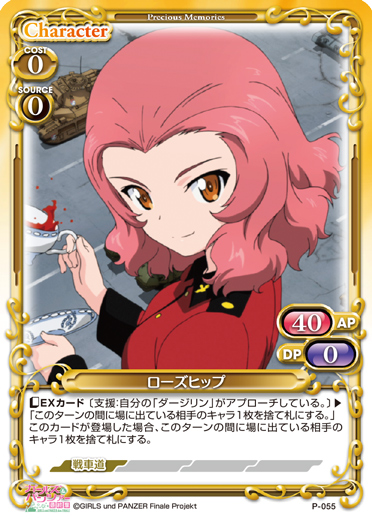 Precious Memories
Character
COST
0
SOURCE
0
40 AP
DP 0
ローズヒップ
EXカード〔支援:自分の「ダージリン」がアプローチしている。〕▶
「このターンの間に場に出ている相手のキャラ1枚を捨て札にする。」
このカードが登場した場合、このターンの間に場に出ている相手の
キャラ1枚を捨て札にする。
戦車道
©GIRLS und PANZER Finale Projekt
P-055